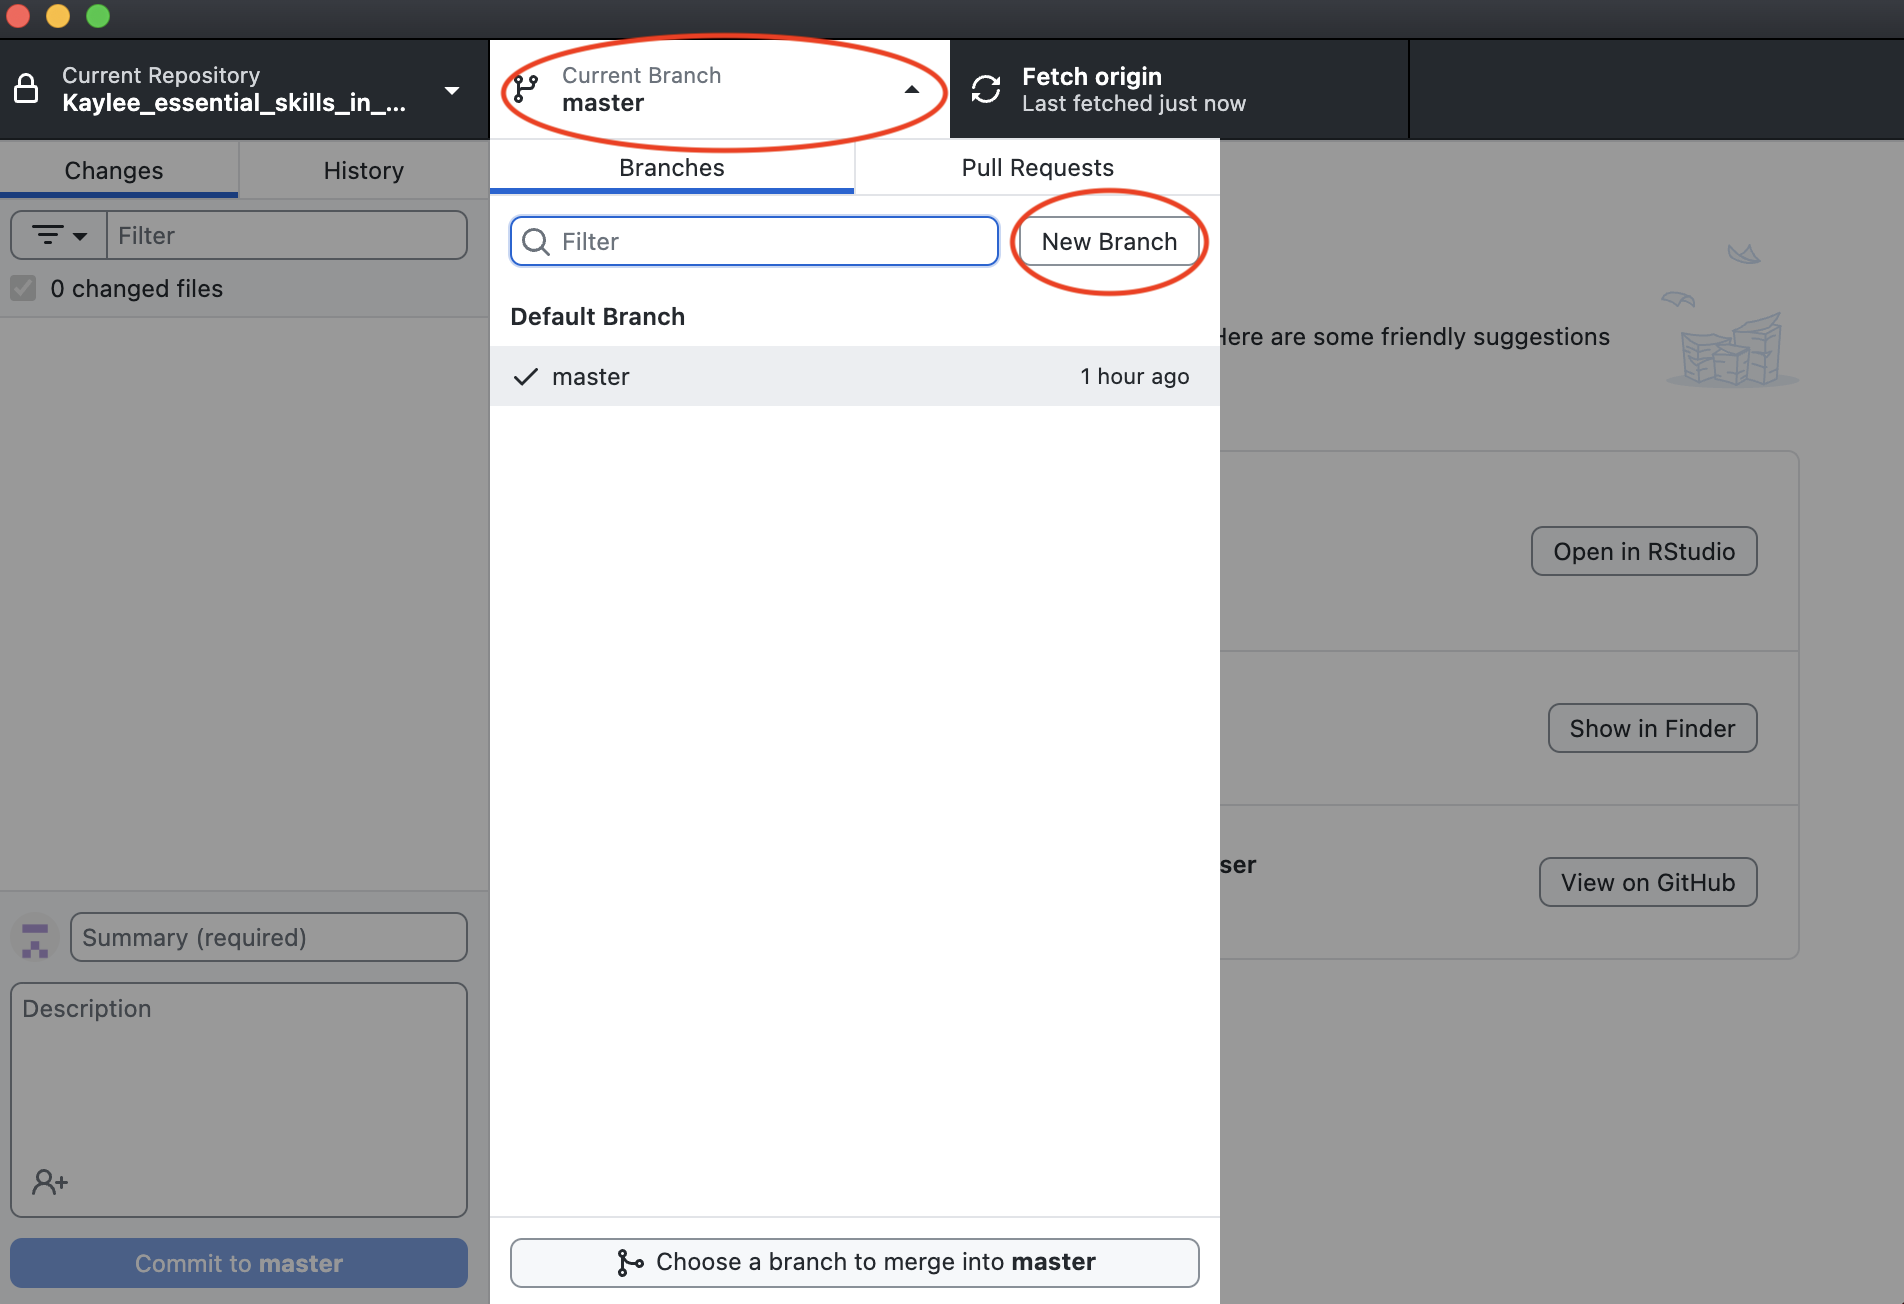 Current Repository
Kaylee_essential_skills_in_...
Current Branch
master
Fetch origin
Last fetched just now
Changes
History
Branches
Pull Requests
Filter
Filter
New Branch
0 changed files
Default Branch
Here are some friendly suggestions
master
1 hour ago
Open in RStudio
Show in Finder
ser
View on GitHub
Summary (required)
Description
Commit to master
Choose a branch to merge into master